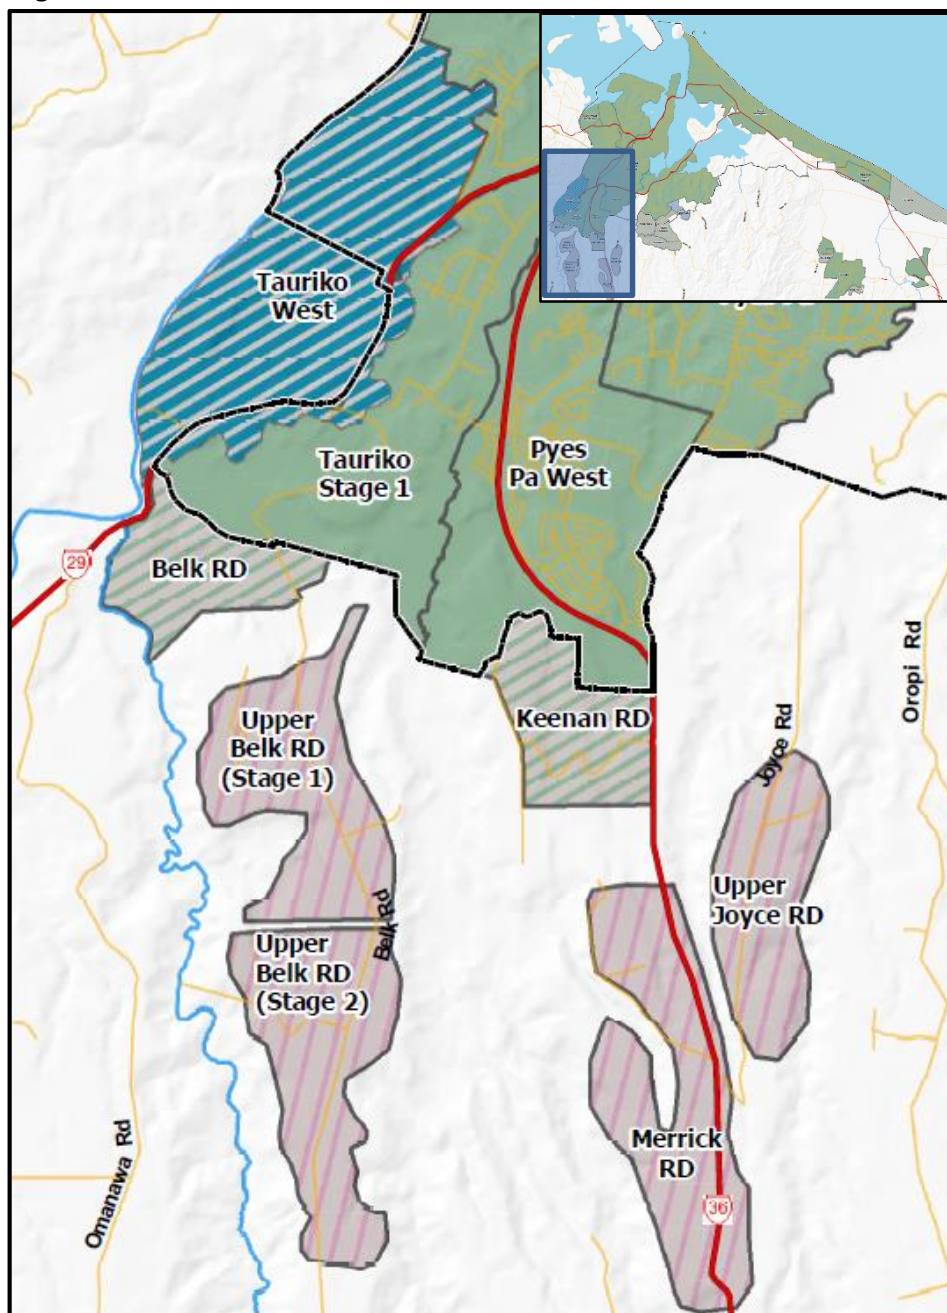 Tauriko
West
Tauriko
Stage 1
Pyes
Pa West
29
Belk RD
Keenan RD
Upper
Belk RD
(Stage 1)
Joyce Rd
Oropi Rd
Upper
Joyce RD
Belk Rd
Upper
Belk RD
(Stage 2)
Merrick
RD
Omanawa Rd
36